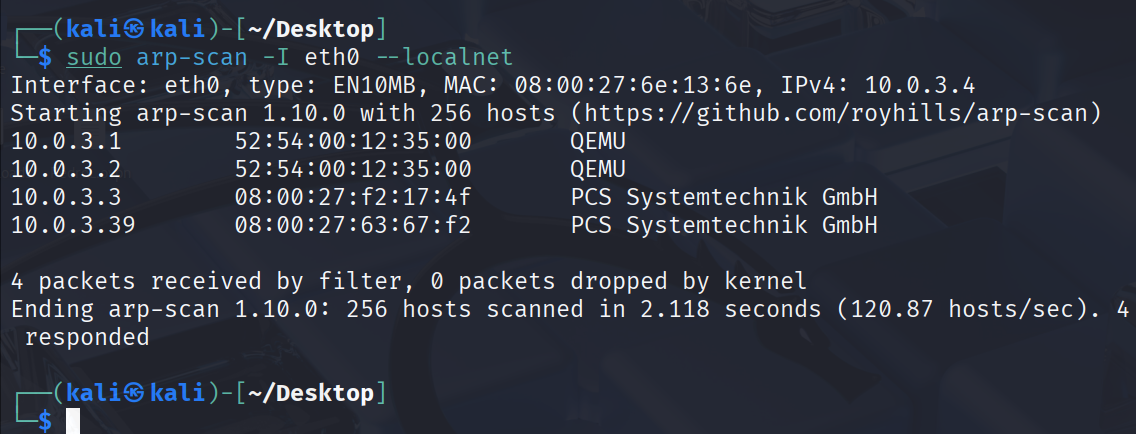 ┌──(kali㉿kali)-[~/Desktop]
└─$ sudo arp-scan -I eth0 --localnet
Interface: eth0, type: EN10MB, MAC: 08:00:27:6e:13:6e, IPv4: 10.0.3.4
Starting arp-scan 1.10.0 with 256 hosts (https://github.com/royhills/arp-scan)
10.0.3.1        52:54:00:12:35:00       QEMU
10.0.3.2        52:54:00:12:35:00       QEMU
10.0.3.3        08:00:27:f2:17:4f       PCS Systemtechnik GmbH
10.0.3.39       08:00:27:63:67:f2       PCS Systemtechnik GmbH
4 packets received by filter, 0 packets dropped by kernel
Ending arp-scan 1.10.0: 256 hosts scanned in 2.118 seconds (120.87 hosts/sec). 4
 responded
┌──(kali㉿kali)-[~/Desktop]
└─$